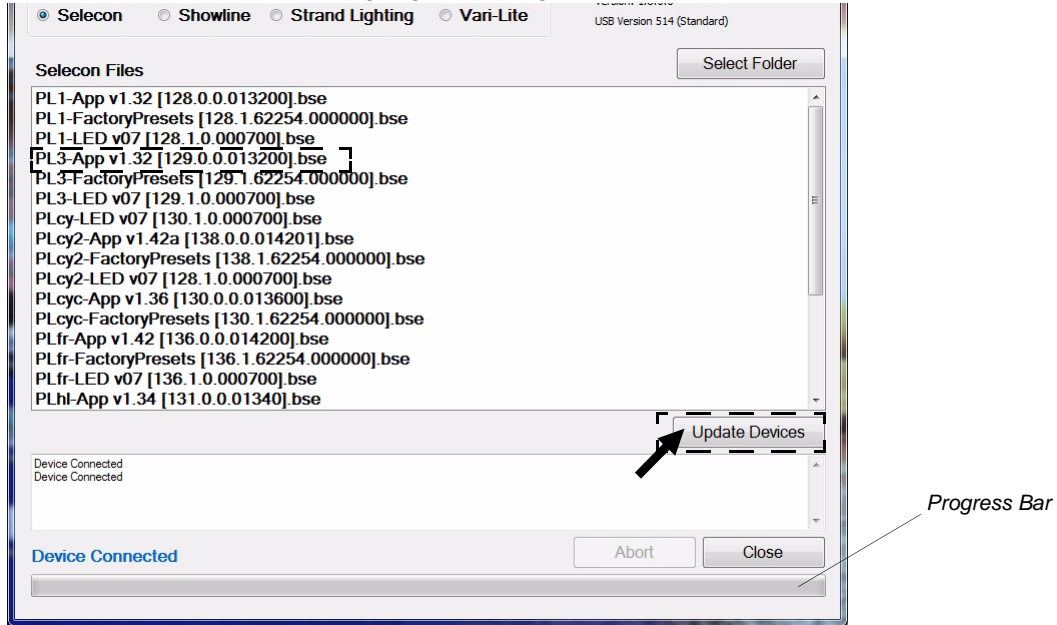 Selecon Showline Strand Lighting Vari-Lite
USB Version 514 (Standard)
Selecon Files
Select Folder
PL1-App v1.32 [128.0.0.013200].bse
PL1-FactoryPresets [128.1.62254.000000].bse
PL1-LED v07 [128.1.0.000700].bse
PL3-App v1.32 [129.0.0.013200].bse
PL3-FactoryPresets [129.1.62254.000000].bse
PL3-LED v07 [129.1.0.000700].bse
PLcy-LED v07 [130.1.0.000700].bse
PLcy2-App v1.42a [138.0.0.014201].bse
PLcy2-FactoryPresets [138.1.62254.000000].bse
PLcy2-LED v07 [128.1.0.000700].bse
PLcyc-App v1.36 [130.0.0.013600].bse
PLcyc-FactoryPresets [130.1.62254.000000].bse
PLfr-App v1.42 [136.0.0.014200].bse
PLfr-FactoryPresets [136.1.62254.000000].bse
PLfr-LED v07 [136.1.0.000700].bse
PLhl-App v1.34 [131.0.0.01340].bse
Update Devices
Device Connected
Device Connected
Progress Bar
Device Connected
Abort
Close